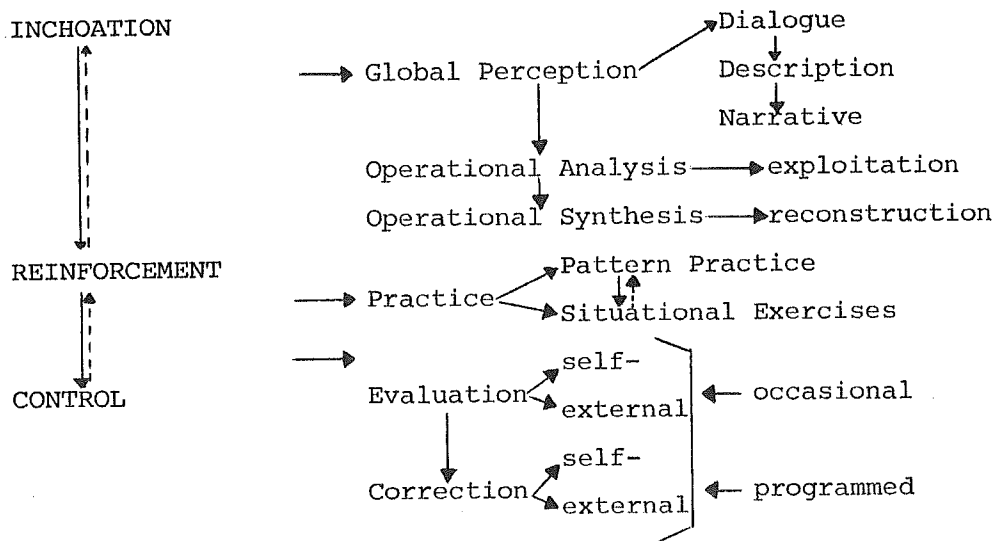 INCHOATION
Dialogue
Global Perception
Description
Narrative
Operational Analysis exploitation
Operational Synthesis reconstruction
REINFORCEMENT
Pattern Practice
Practice
Situational Exercises
self-
CONTROL
Evaluation
occasional
external
self-
Correction
programmed
external